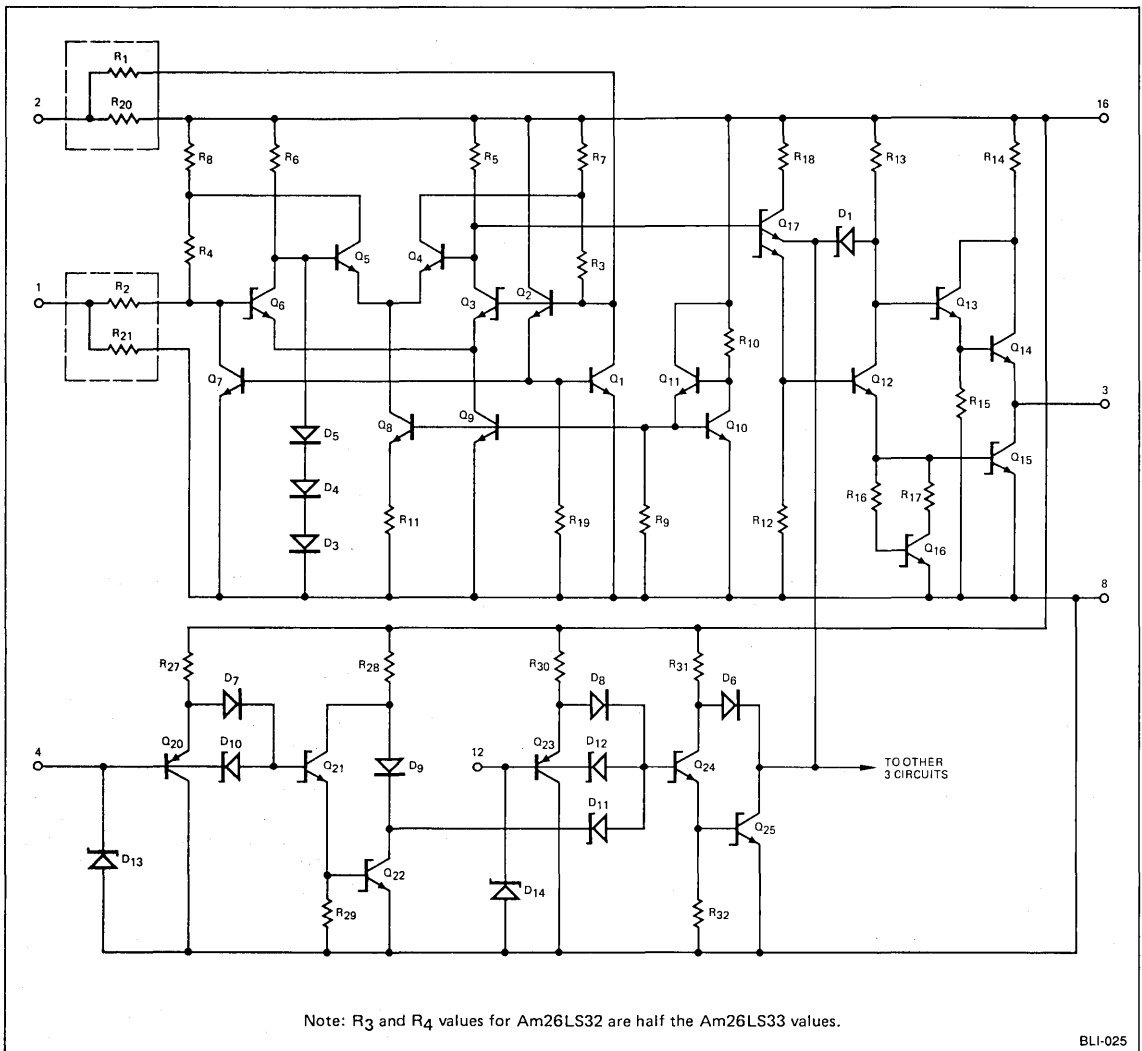 R1
2
R20
16
R8
R6
R5
R7
R18
R13
R14
D1
Q17
R4
Q5
Q4
R3
1
R2
Q6
Q3
Q2
Q13
R21
R10
Q14
Q7
Q1
Q11
Q12
3
Q8
Q9
Q10
R15
D5
Q15
D4
R16
R17
R11
R19
R9
R12
D3
Q16
8
R27
R28
R30
R31
D7
D8
D6
4
Q20
D10
Q21
12
Q23
D12
Q24
D9
TO OTHER
3 CIRCUITS
D11
Q25
D13
Q22
D14
R29
R32
Note: R3 and R4 values for Am26LS32 are half the Am26LS33 values.
BLI-025